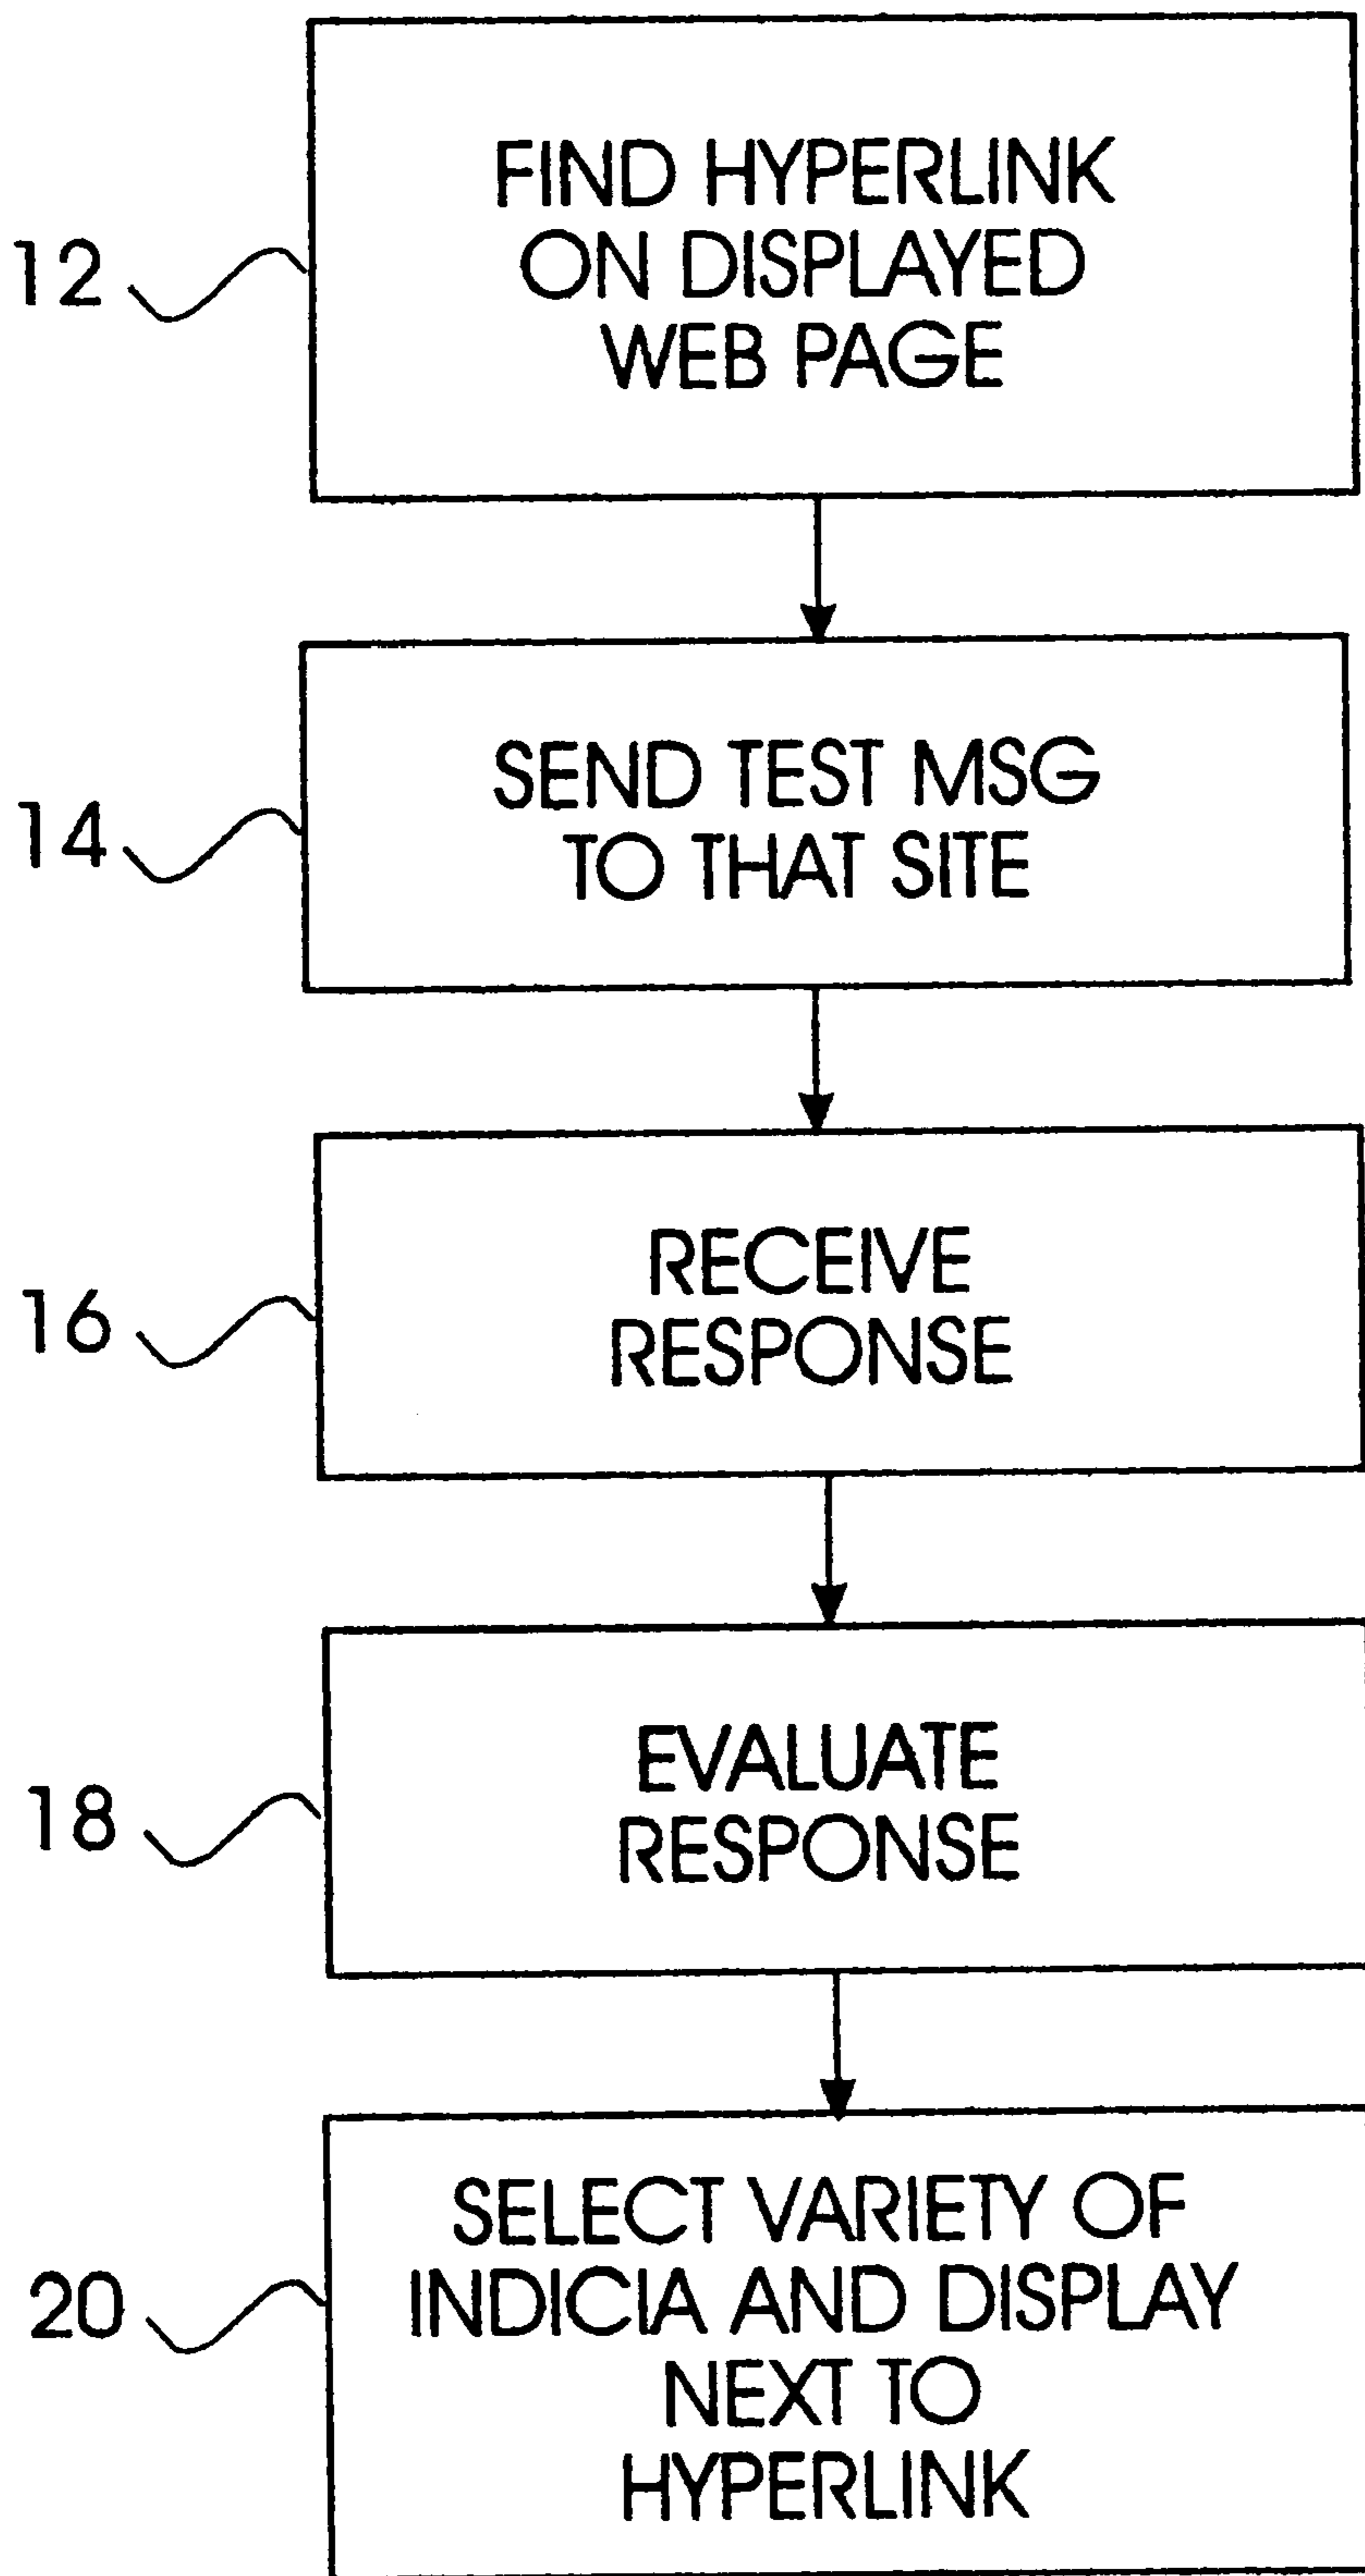 12
FIND HYPERLINK
ON DISPLAYED
WEB PAGE
14
SEND TEST MSG
TO THAT SITE
16
RECEIVE
RESPONSE
18
EVALUATE
RESPONSE
20
SELECT VARIETY OF
INDICIA AND DISPLAY
NEXT TO
HYPERLINK